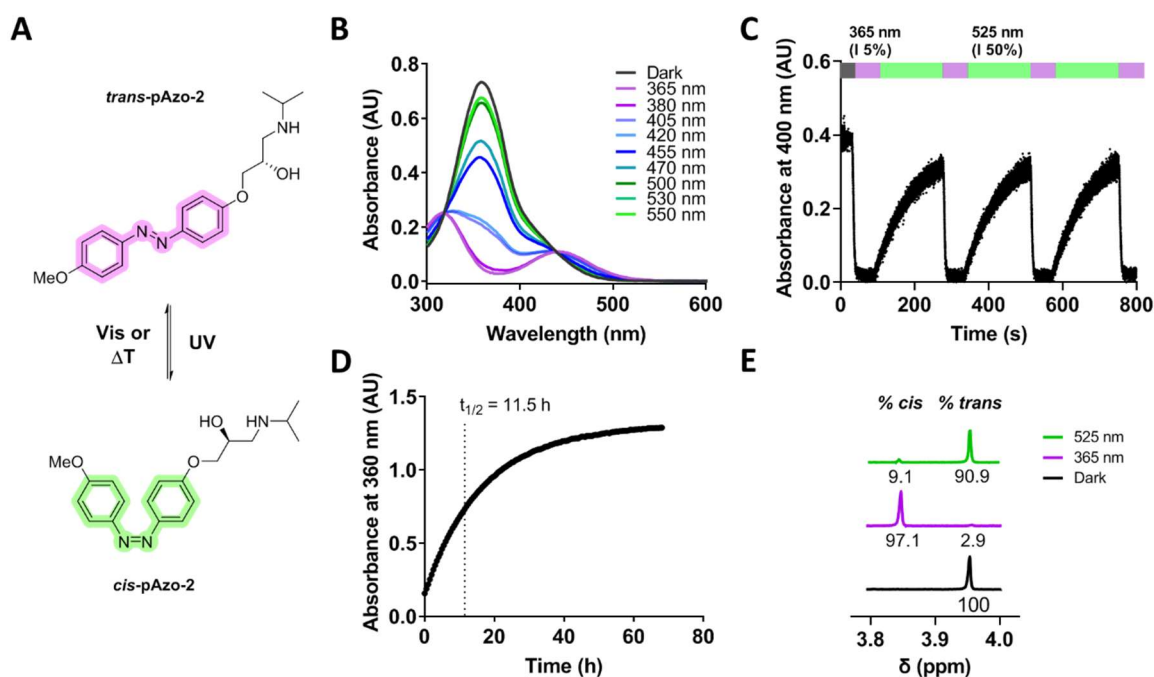 A
trans-pAzo-2
NH
OH
O
N
N
MeO
Vis or
ΔT
UV
HO
HN
MeO
O
N=N
cis-pAzo-2
B
Absorbance (AU)
0.8
0.6
0.4
0.2
0.0
300
400
500
600
Wavelength (nm)
Dark
365 nm
380 nm
405 nm
420 nm
455 nm
470 nm
500 nm
530 nm
550 nm
C
365 nm
(I 5%)
525 nm
(I 50%)
Absorbance at 400 nm (AU)
0.6
0.4
0.2
0.0
0
200
400
600
800
Time (s)
D
Absorbance at 360 nm (AU)
t1/2 = 11.5 h
1.5
1.0
0.5
0.0
0
20
40
60
80
Time (h)
E
% cis
% trans
9.1
90.9
97.1
2.9
100
525 nm
365 nm
Dark
3.8
3.9
4.0
δ (ppm)